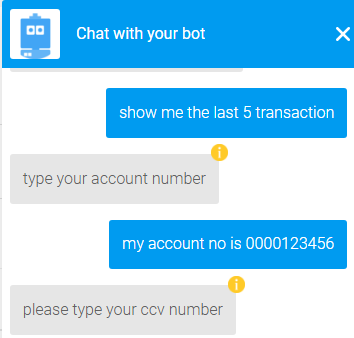 Chat with your bot
show me the last 5 transaction
type your account number
my account no is 0000123456
please type your ccv number